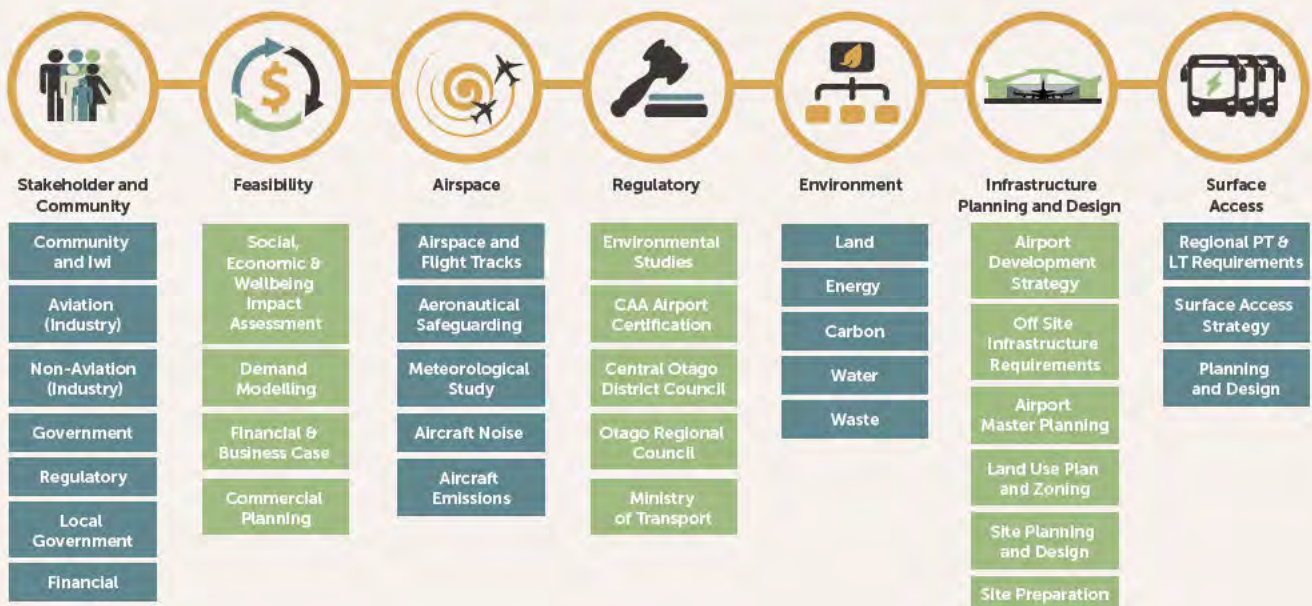 Stakeholder and
Community
Community
and Iwi
Aviation
(Industry)
Non-Aviation
(Industry)
Government
Regulatory
Local
Government
Financial
$
Feasibility
Social,
Economic &
Wellbeing
Impact
Assessment
Demand
Modelling
Financial &
Business Case
Commercial
Planning
Airspace
Airspace and
Flight Tracks
Aeronautical
Safeguarding
Meteorological
Study
Aircraft Noise
Aircraft
Emissions
Regulatory
Environmental
Studies
CAA Airport
Certification
Central Otago
District Council
Otago Regional
Council
Ministry
of Transport
Environment
Land
Energy
Carbon
Water
Waste
Infrastructure
Planning and Design
Airport
Development
Strategy
Off Site
Infrastructure
Requirements
Airport
Master Planning
Land Use Plan
and Zoning
Site Planning
and Design
Site Preparation
Surface
Access
Regional PT &
LT Requirements
Surface Access
Strategy
Planning
and Design